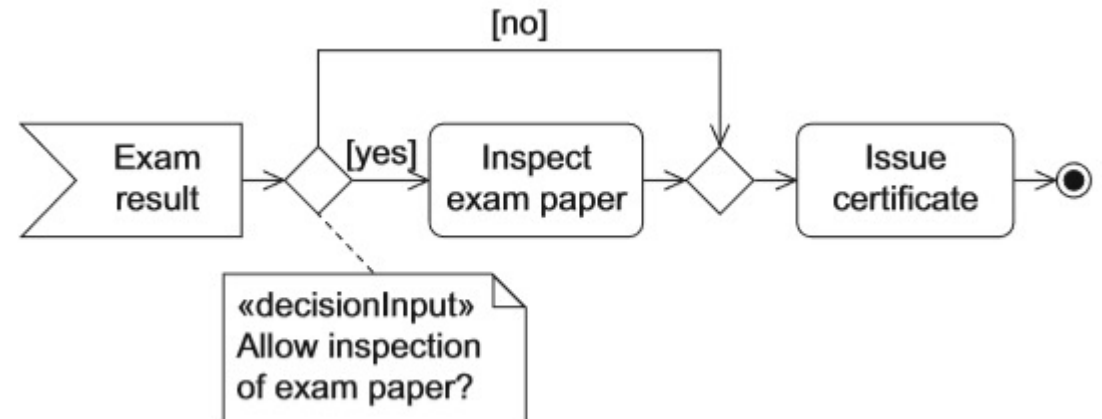 [no]
Exam
result
[yes]
Inspect
exam paper
Issue
certificate
«decisionInput»
Allow inspection
of exam paper?